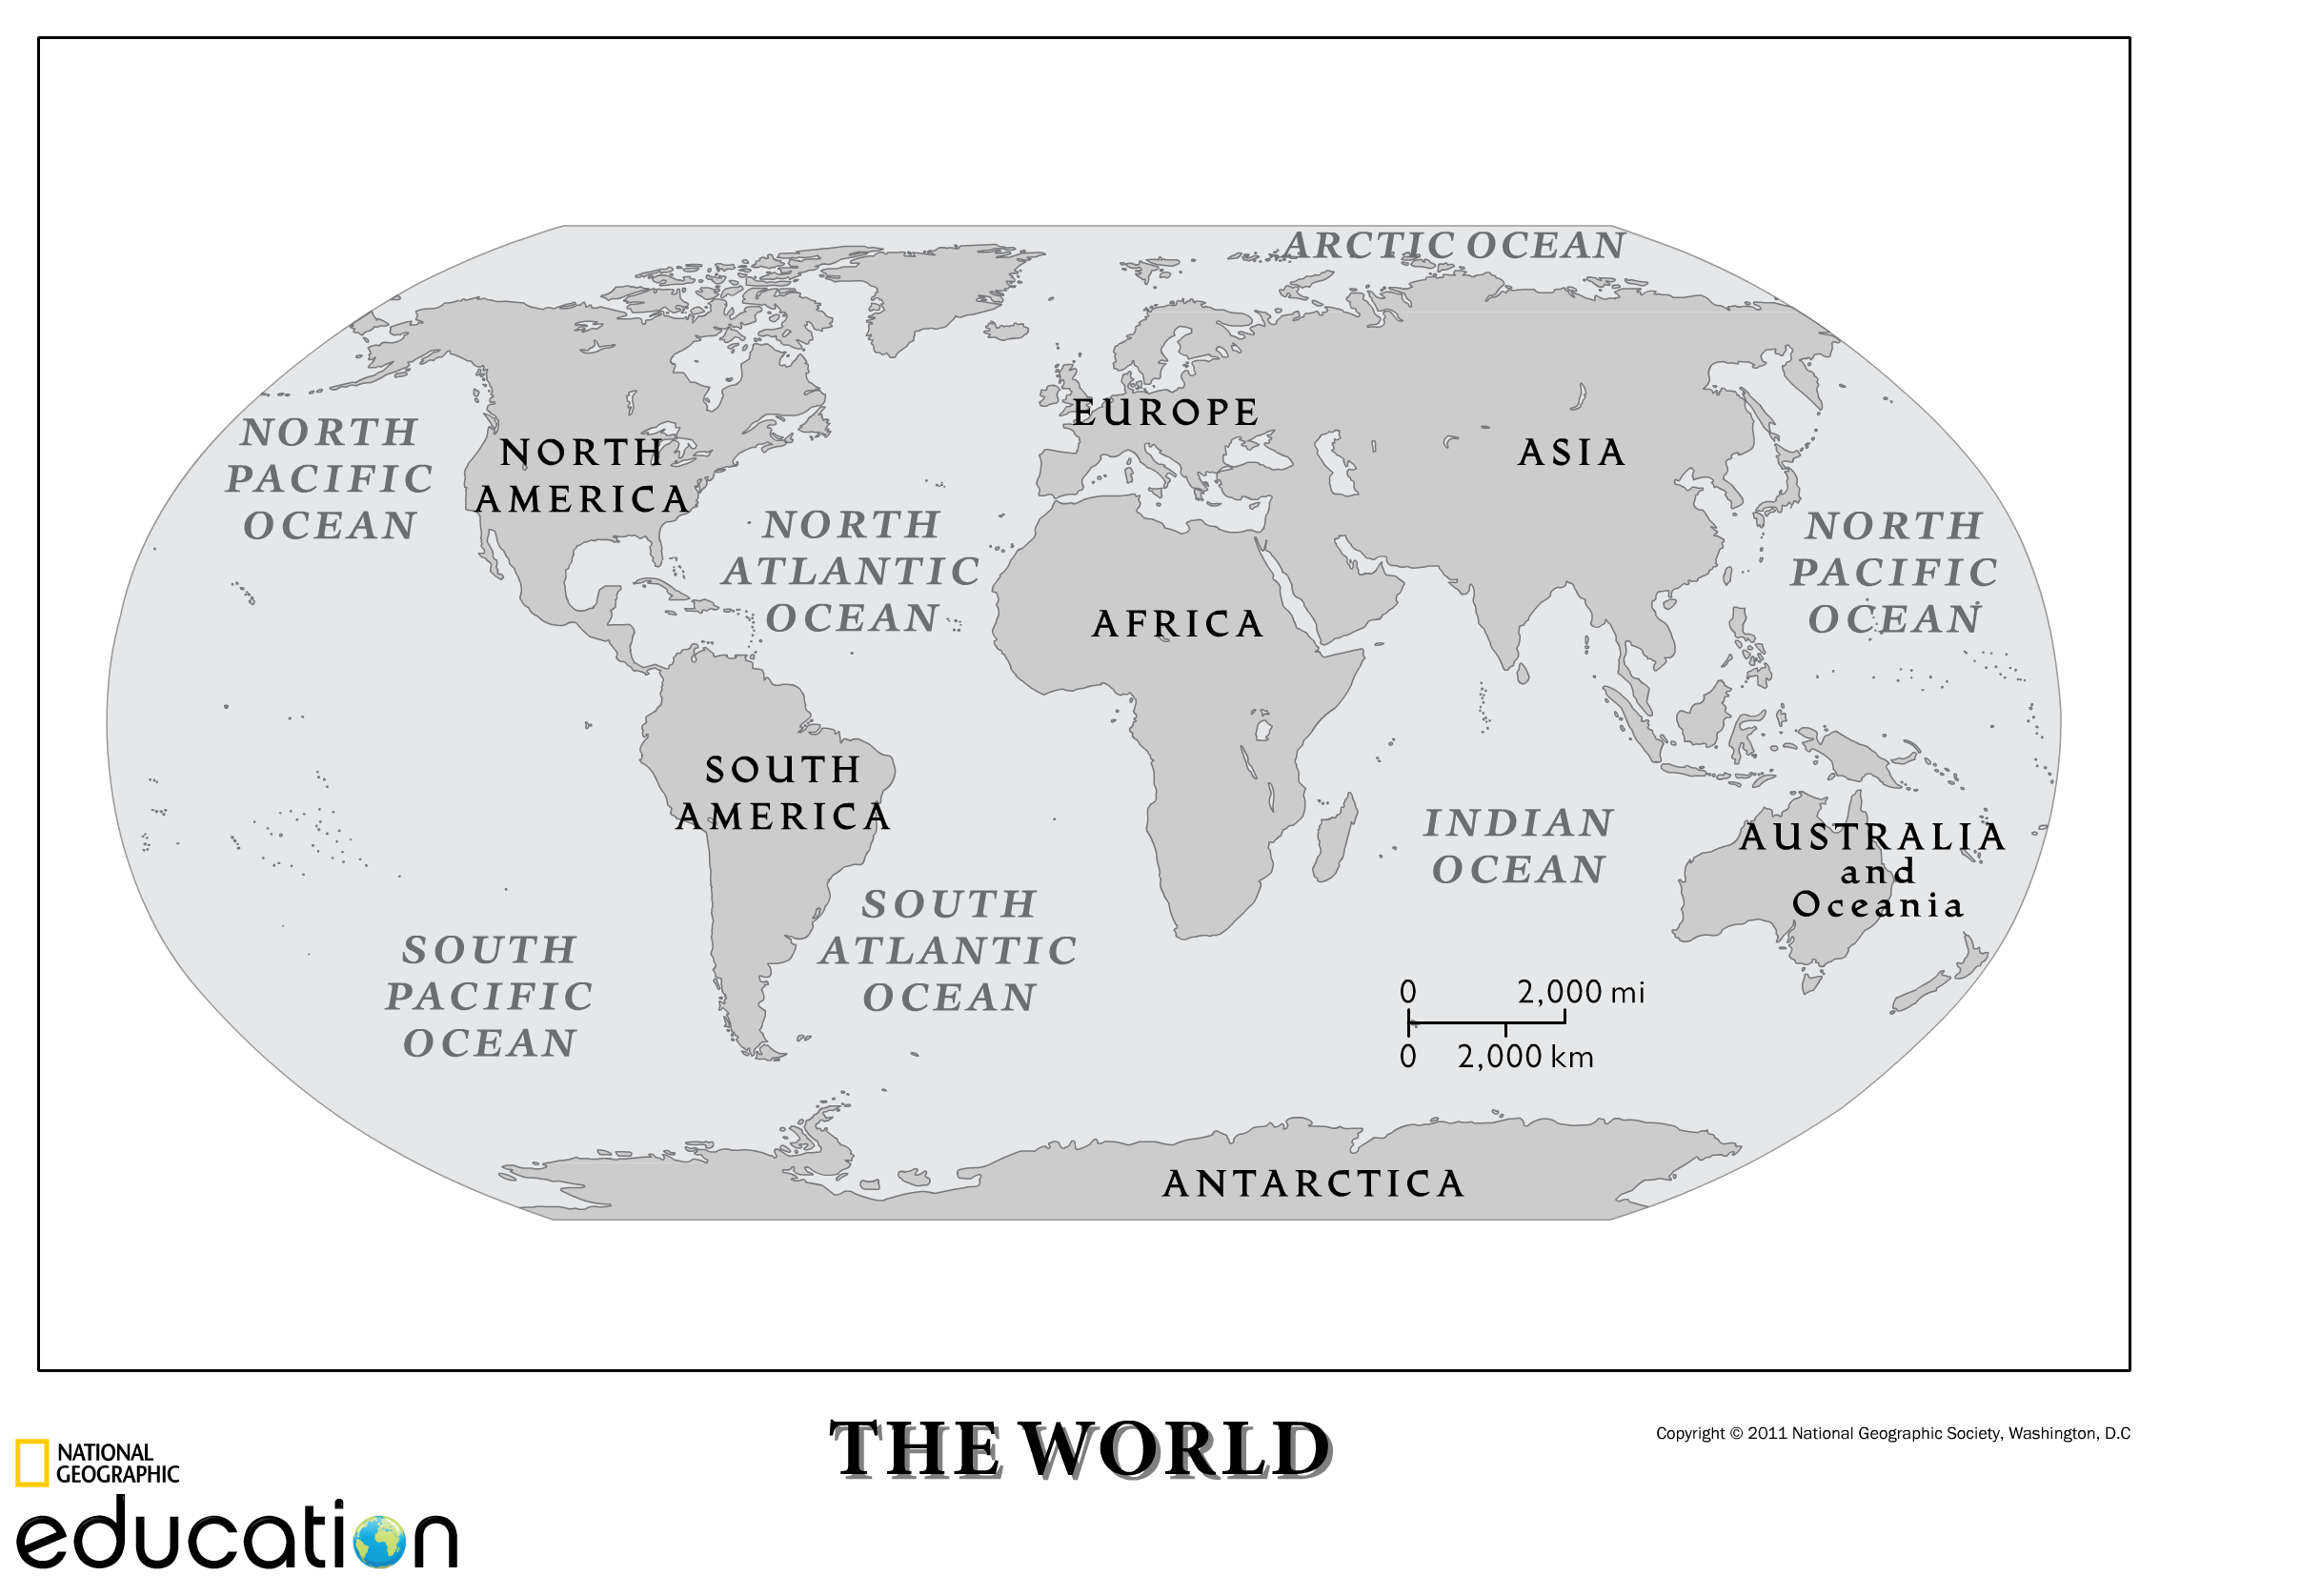 ARCTIC OCEAN
NORTH
PACIFIC
OCEAN
NORTH
AMERICA
EUROPE
ASIA
NORTH
ATLANTIC
OCEAN
NORTH
PACIFIC
OCEAN
AFRICA
SOUTH
AMERICA
INDIAN
OCEAN
AUSTRALIA
and
Oceania
SOUTH
ATLANTIC
OCEAN
SOUTH
PACIFIC
OCEAN
0 2,000 mi
0 2,000 km
ANTARCTICA
THE WORLD
Copyright © 2011 National Geographic Society, Washington, D.C
NATIONAL
GEOGRAPHIC
education